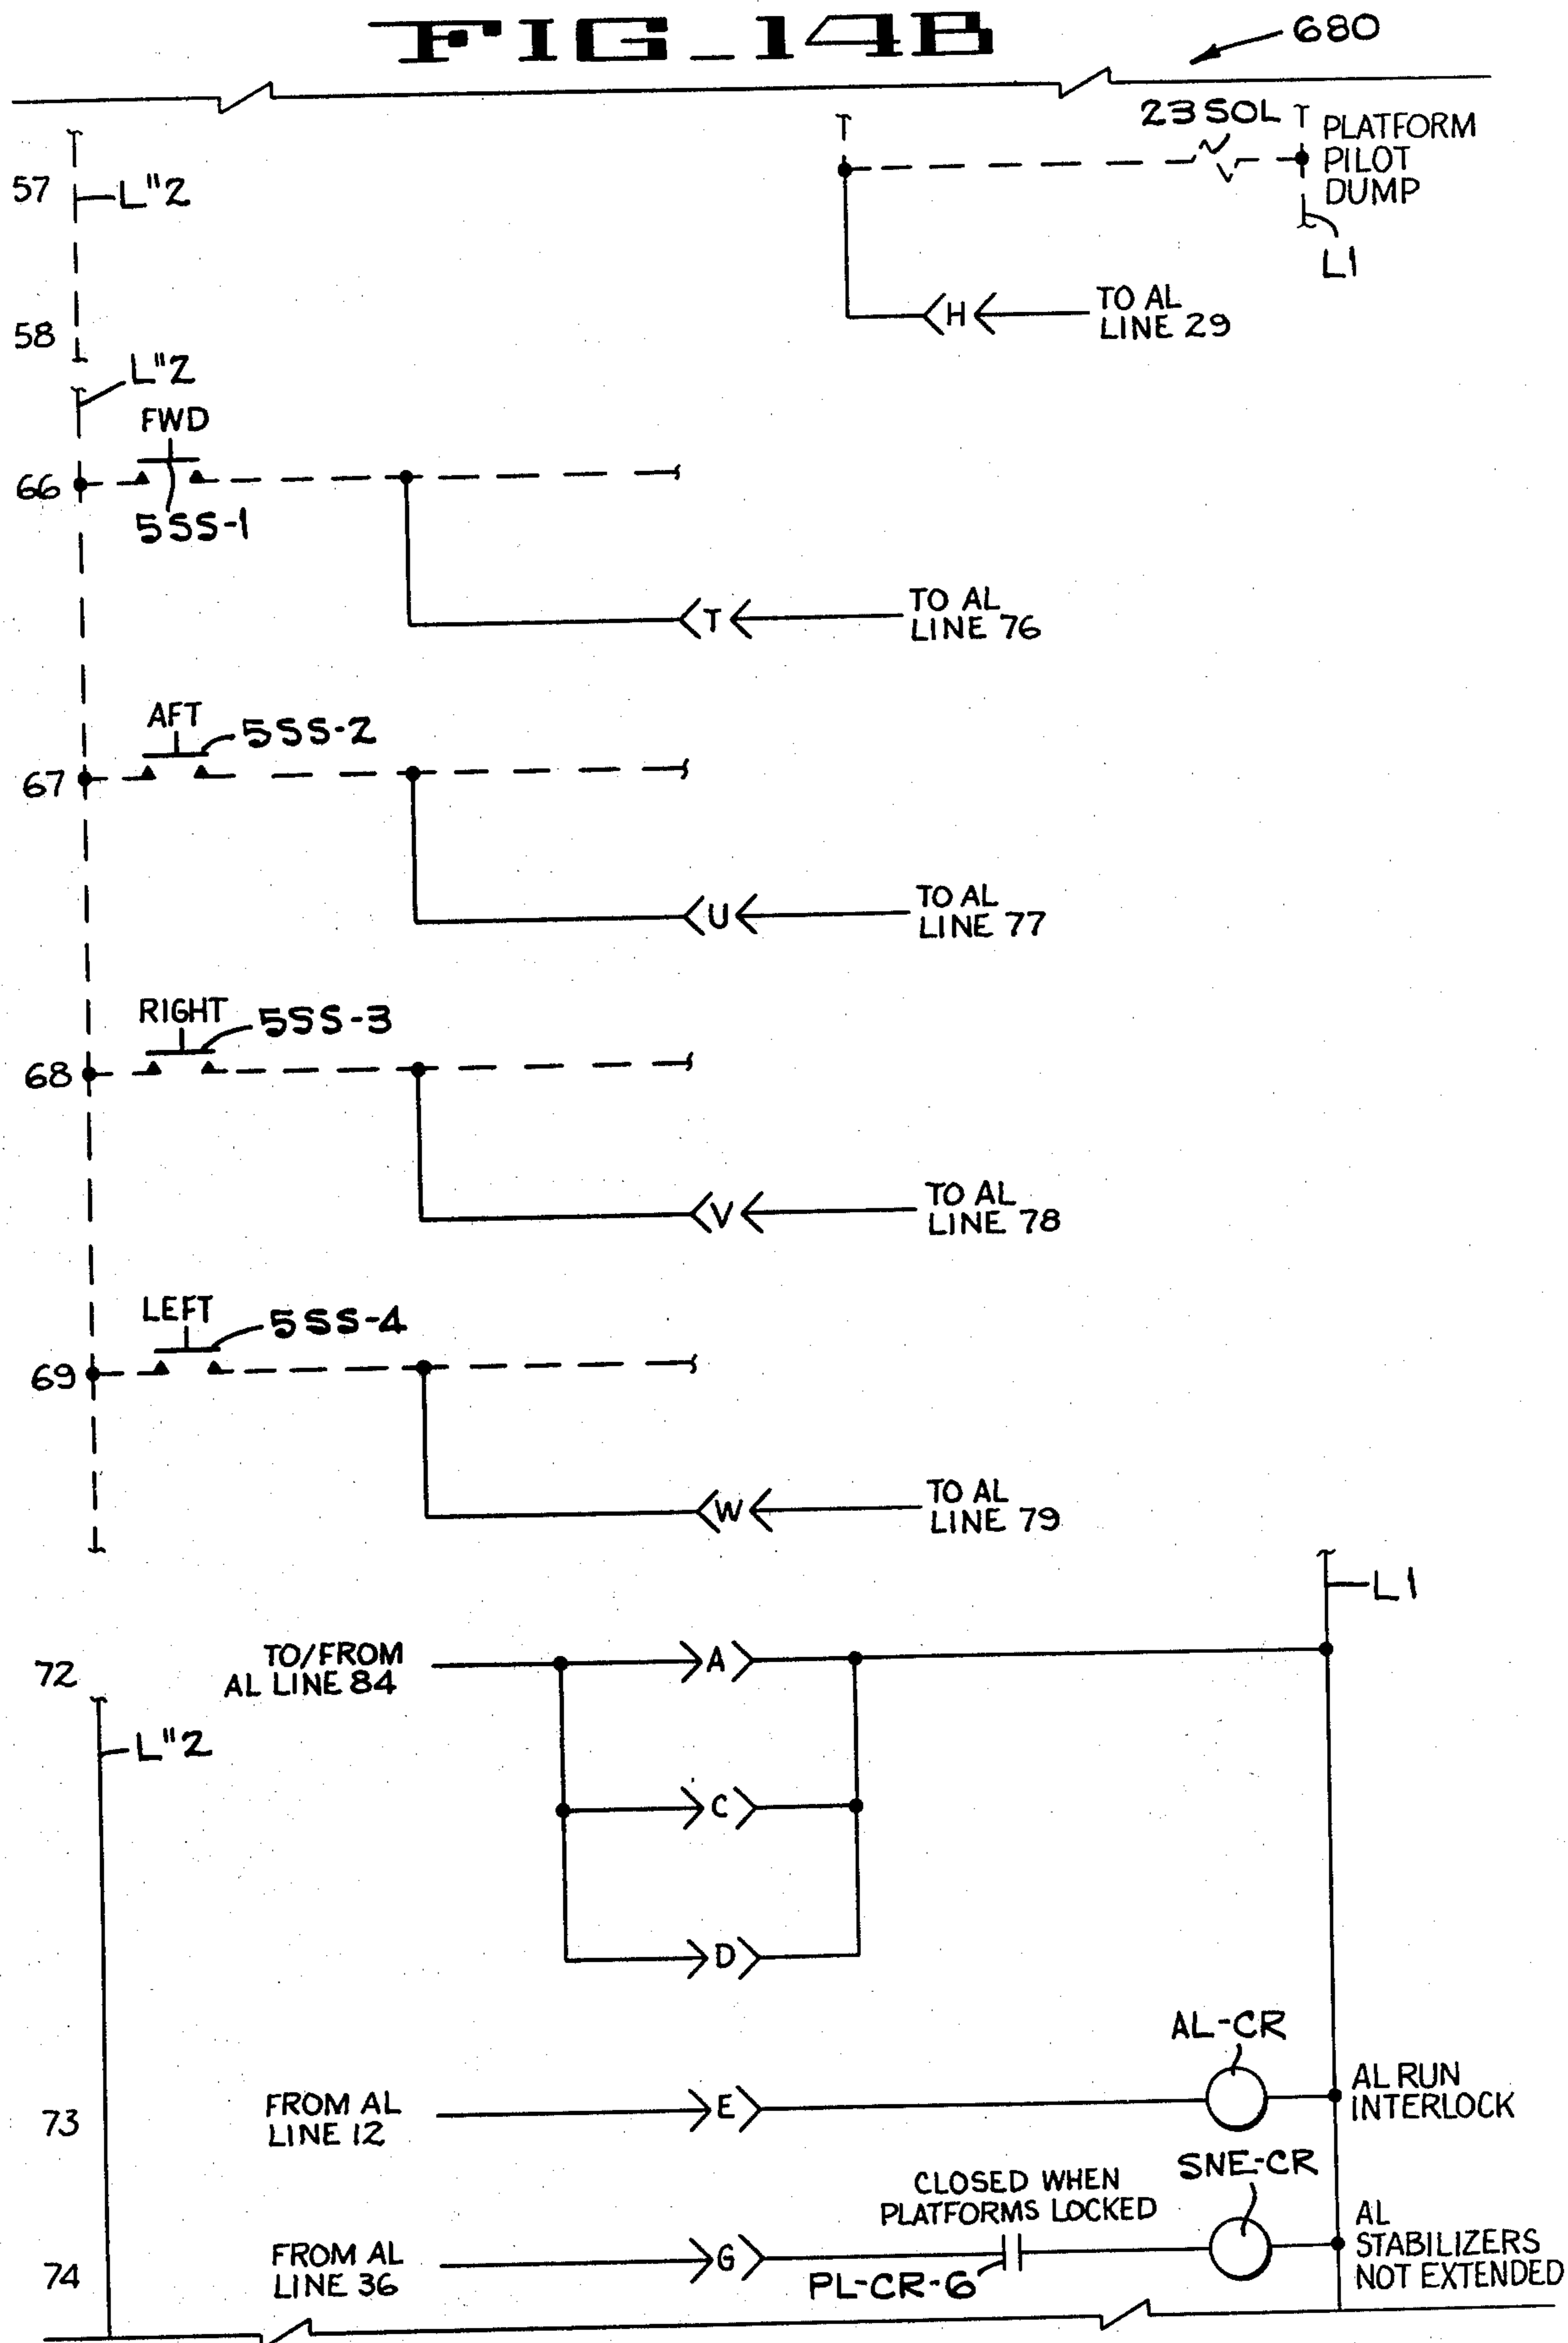 FIG_14B
680
23 SOL
PLATFORM
PILOT
DUMP
57
L"2
L1
H
TO AL
LINE 29
58
L"2
FWD
66
5SS-1
T
TO AL
LINE 76
AFT
5SS-2
67
U
TO AL
LINE 77
RIGHT
5SS-3
68
V
TO AL
LINE 78
LEFT
5SS-4
69
W
TO AL
LINE 79
L1
72
TO/FROM
AL LINE 84
A
L"2
C
D
AL-CR
73
FROM AL
LINE 12
E
AL RUN
INTERLOCK
CLOSED WHEN
PLATFORMS LOCKED
SNE-CR
74
FROM AL
LINE 36
G
PL-CR-6
AL
STABILIZERS
NOT EXTENDED